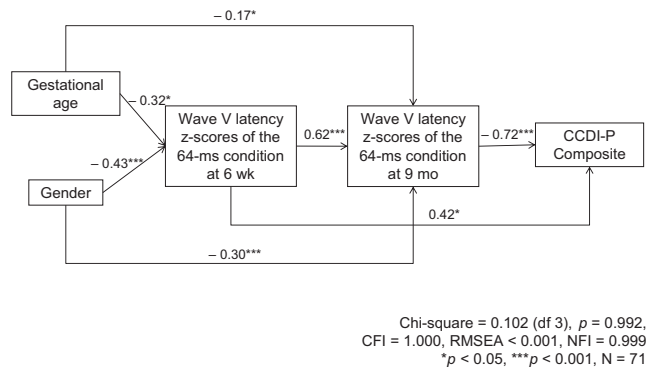 – 0.17*
Gestational
age
– 0.32*
Wave V latency
z-scores of the
64-ms condition
at 6 wk
0.62***
Wave V latency
z-scores of the
64-ms condition
at 9 mo
– 0.72***
CCDI-P
Composite
– 0.43***
Gender
0.42*
– 0.30***
Chi-square = 0.102 (df 3), p = 0.992,
CFI = 1.000, RMSEA < 0.001, NFI = 0.999
*p < 0.05, ***p < 0.001, N = 71